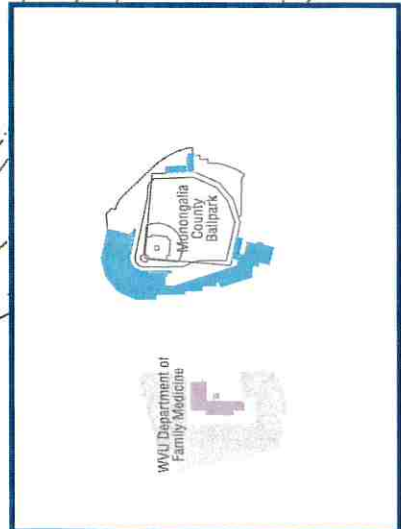 WVU Department of
Family Medicine
Monongalia
County
Ballpark